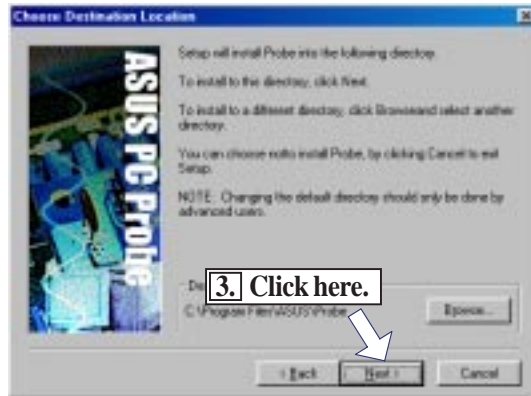 Choose Destination Location
ASUS PC Probe
Setup will install Probe into the following directory.
To install to this directory, click Next.
To install to a different directory, click Browse and select another
directory.
You can choose not to install Probe, by clicking Cancel to exit
Setup.
NOTE: Changing the default directory should only be done by
advanced users.
3. Click here.
C:\Program Files\ASUS\Probe
Browse...
< Back
Next >
Cancel